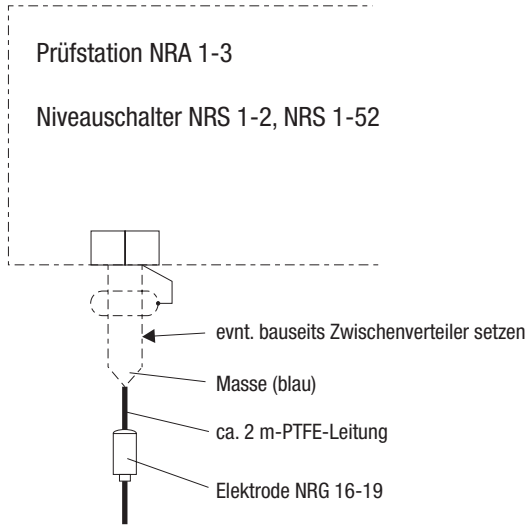 Prüfstation NRA 1-3
Niveauschalter NRS 1-2, NRS 1-52
evnt. bauseits Zwischenverteiler setzen
Masse (blau)
ca. 2 m-PTFE-Leitung
Elektrode NRG 16-19